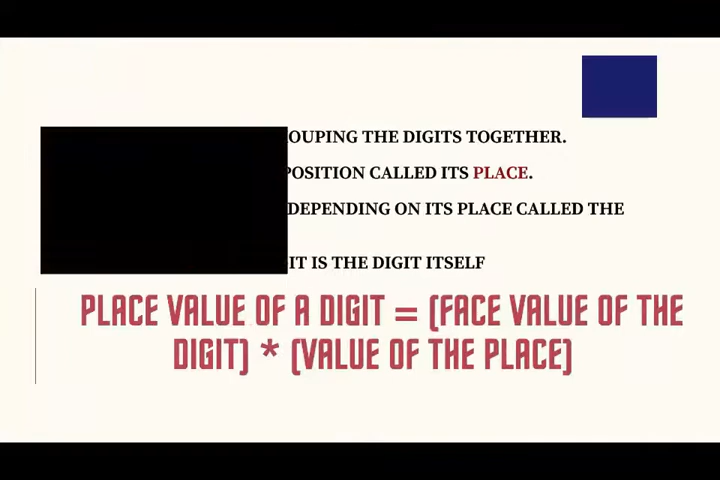 OUPING THE DIGITS TOGETHER.
POSITION CALLED ITS PLACE.
DEPENDING ON ITS PLACE CALLED THE
IT IS THE DIGIT ITSELF
PLACE VALUE OF A DIGIT = (FACE VALUE OF THE
DIGIT) * (VALUE OF THE PLACE)